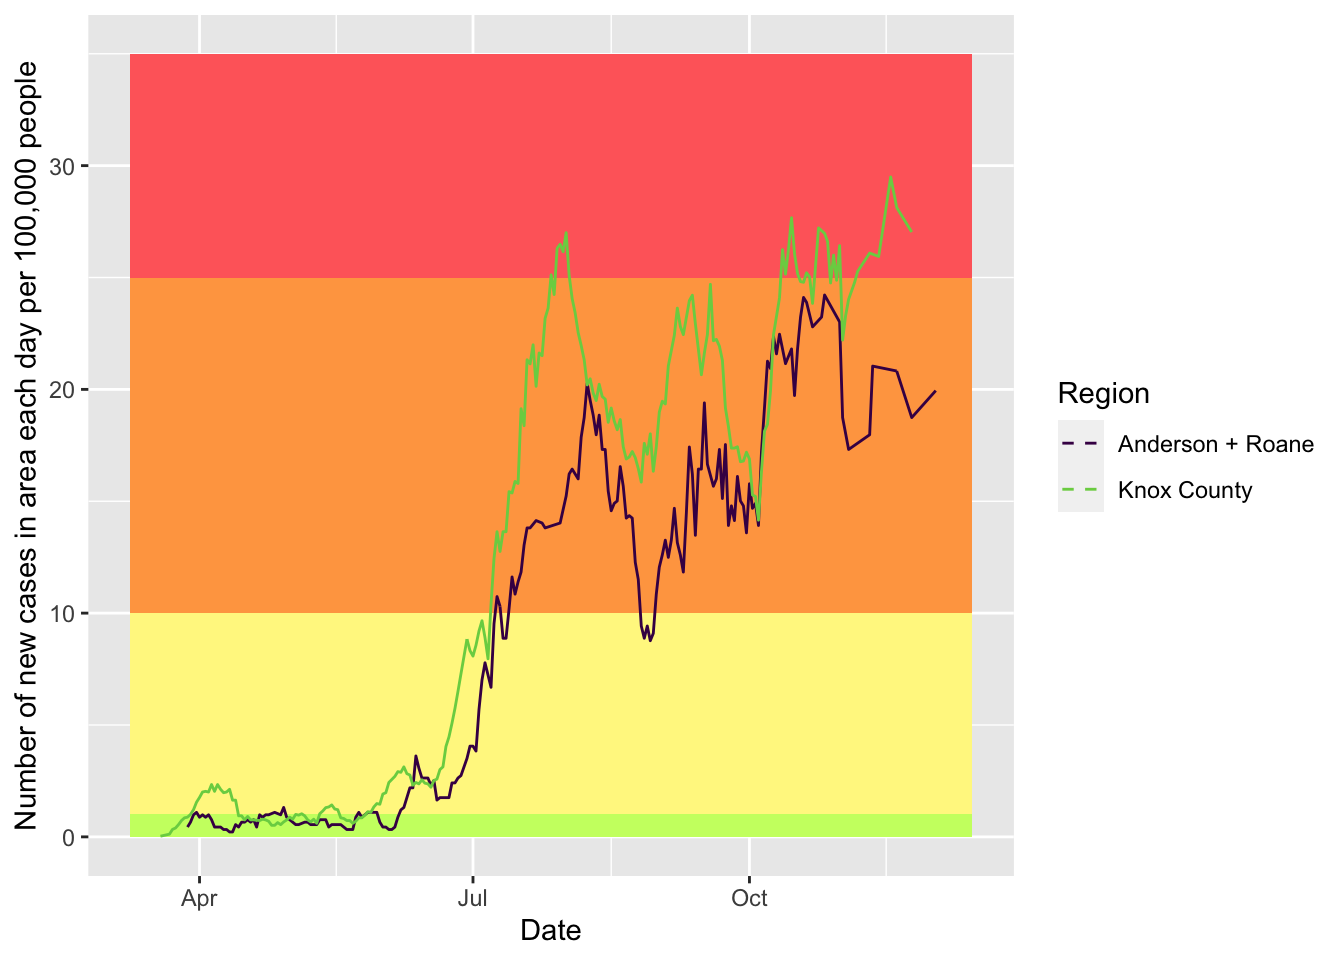 Number of new cases in area each day per 100,000 people
30
20
10
0
Apr
Jul
Oct
Date
Region
Anderson + Roane
Knox County